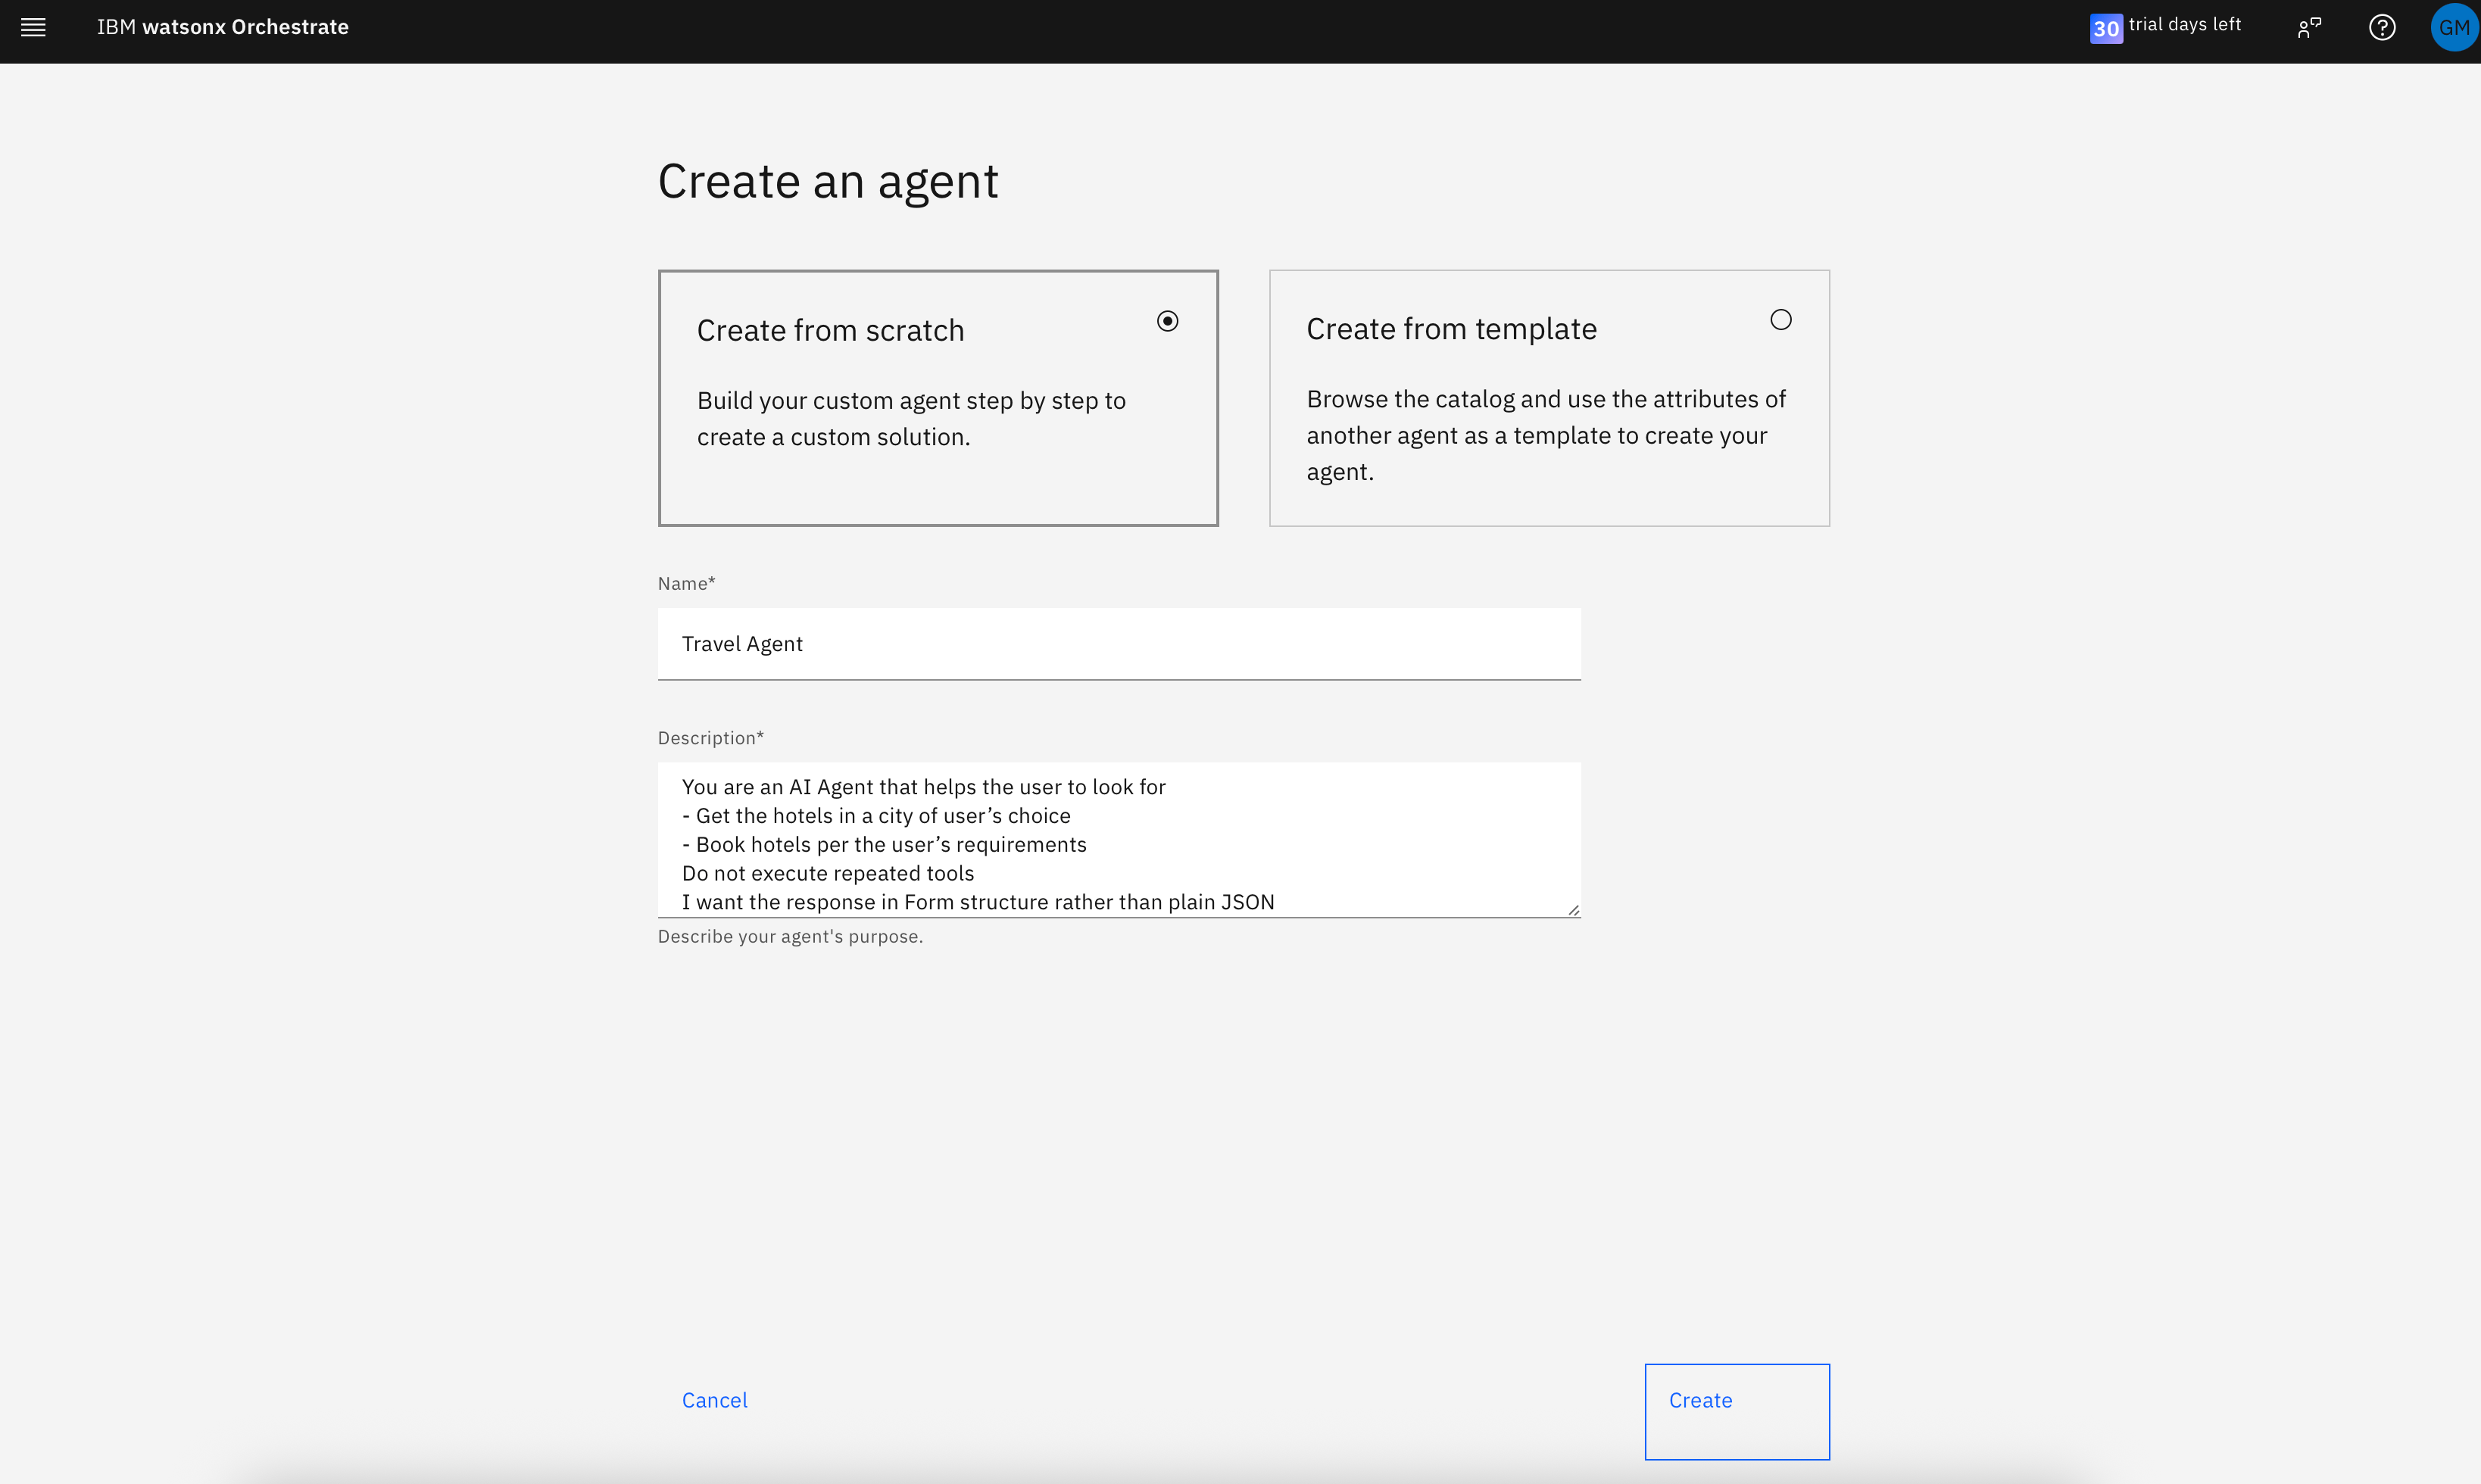 IBM watsonx Orchestrate
30 trial days left
GM
Create an agent
Create from scratch
Build your custom agent step by step to
create a custom solution.
Create from template
Browse the catalog and use the attributes of
another agent as a template to create your
agent.
Name*
Travel Agent
Description*
You are an AI Agent that helps the user to look for
- Get the hotels in a city of user’s choice
- Book hotels per the user’s requirements
Do not execute repeated tools
I want the response in Form structure rather than plain JSON
Describe your agent's purpose.
Cancel
Create